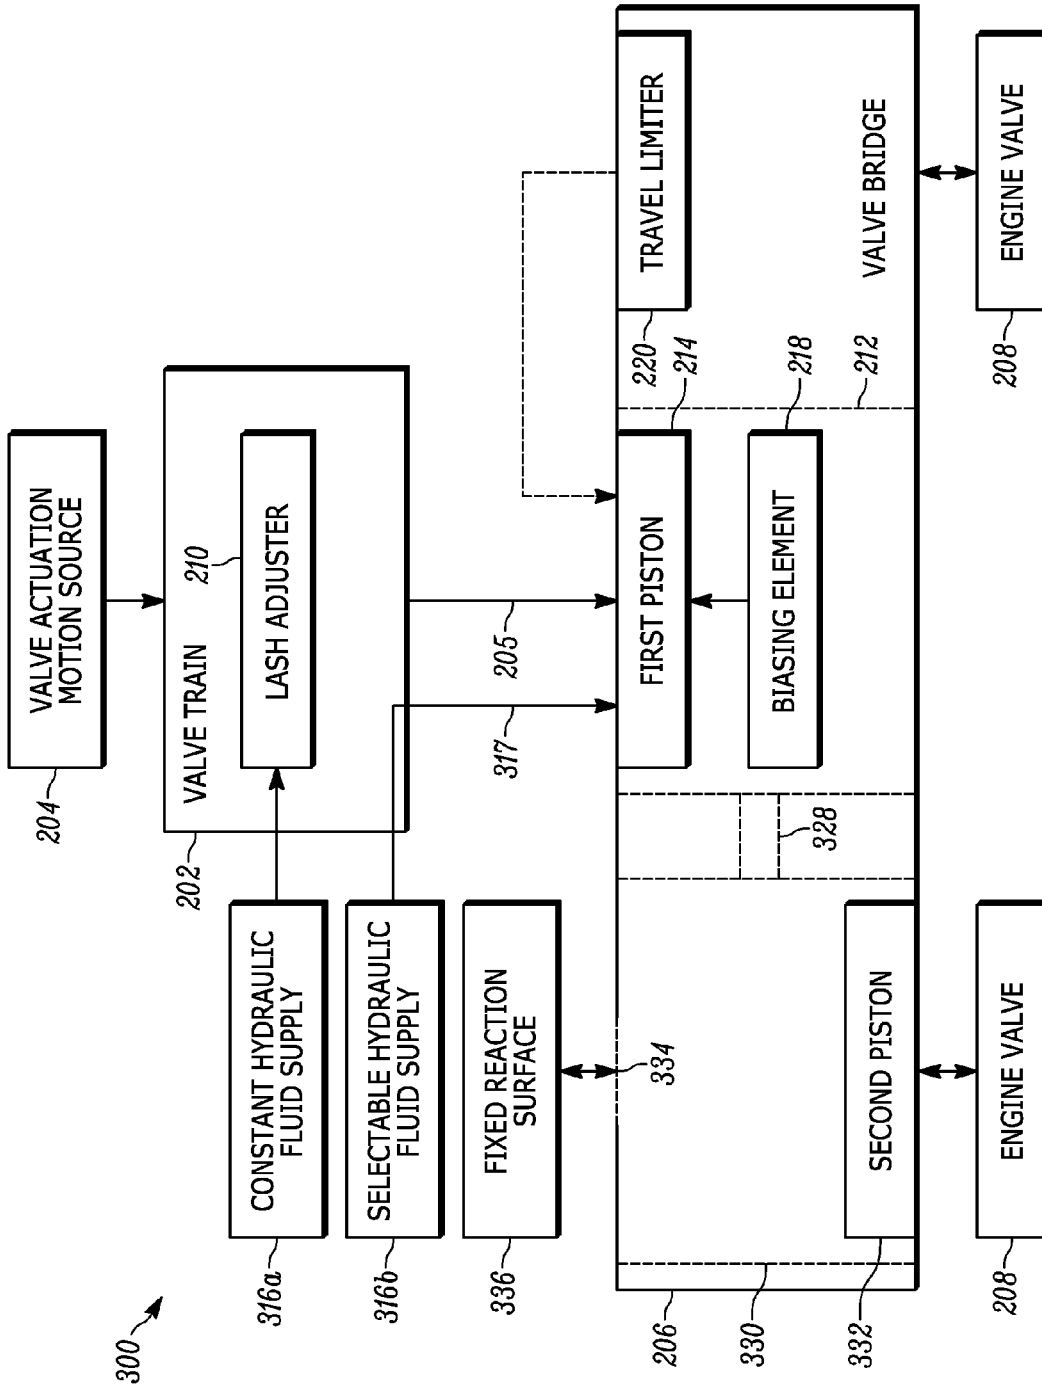 300
VALVE ACTUATION
MOTION SOURCE
204
VALVE TRAIN
202
LASH ADJUSTER
210
CONSTANT HYDRAULIC
FLUID SUPPLY
316a
SELECTABLE HYDRAULIC
FLUID SUPPLY
316b
FIXED REACTION
SURFACE
336
205
317
334
FIRST PISTON
214
BIASING ELEMENT
218
TRAVEL LIMITER
220
VALVE BRIDGE
212
328
SECOND PISTON
206
330
332
ENGINE VALVE
208
ENGINE VALVE
208